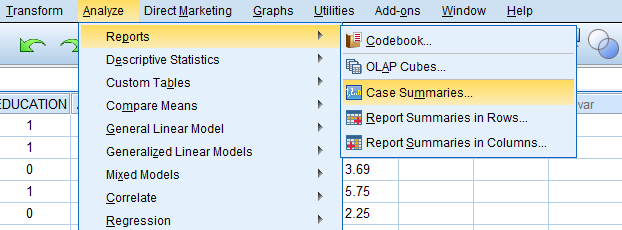 Transform Analyze Direct Marketing Graphs Utilities Add-ons Window Help
Reports
Codebook...
Descriptive Statistics
OLAP Cubes...
Custom Tables
Case Summaries...
EDUCATION
var
Compare Means
1
Report Summaries in Rows...
General Linear Model
1
Report Summaries in Columns...
Generalized Linear Models
0
Mixed Models
3.69
1
Correlate
5.75
0
Regression
2.25